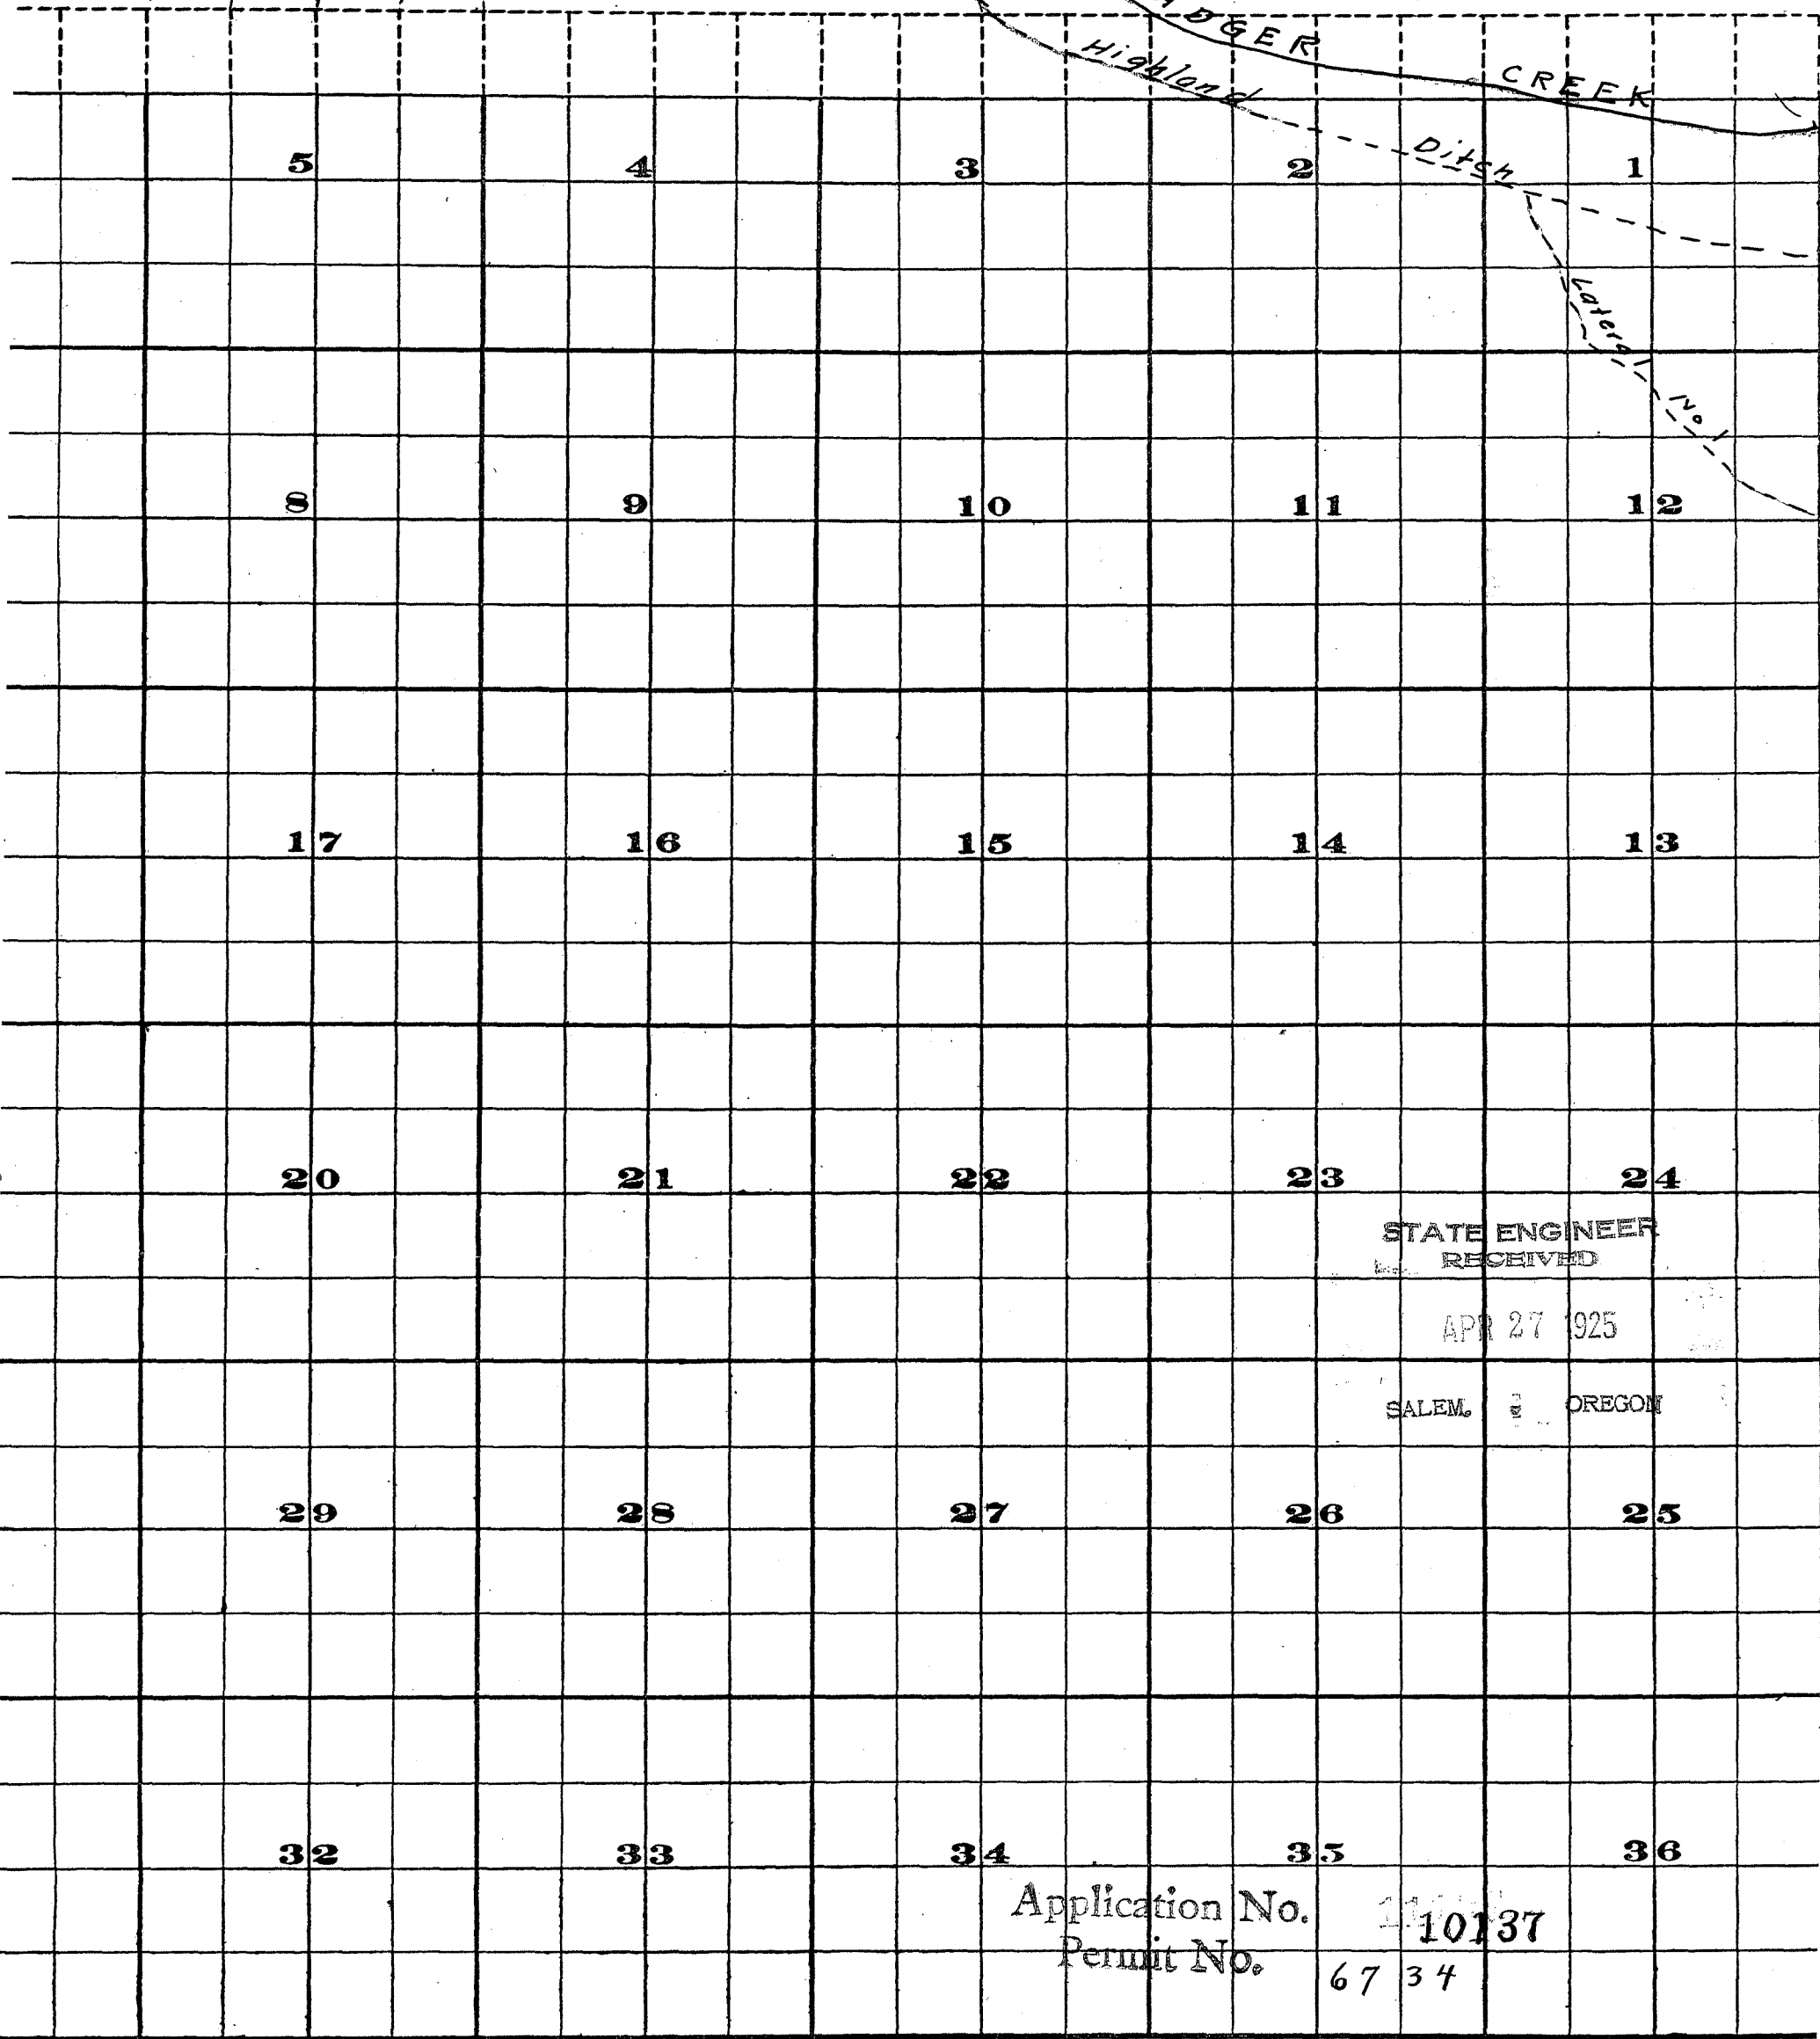 DGER
CREEK
Highland
Ditch
5 4 3 2 1
Lateral
No 1
8 9 10 11 12
17 16 15 14 13
20 21 22 23 24
STATE ENGINEER
RECEIVED
APR 27 1925
SALEM, OREGON
29 28 27 26 25
32 33 34 35 36
Application No. 10137
Permit No. 6734